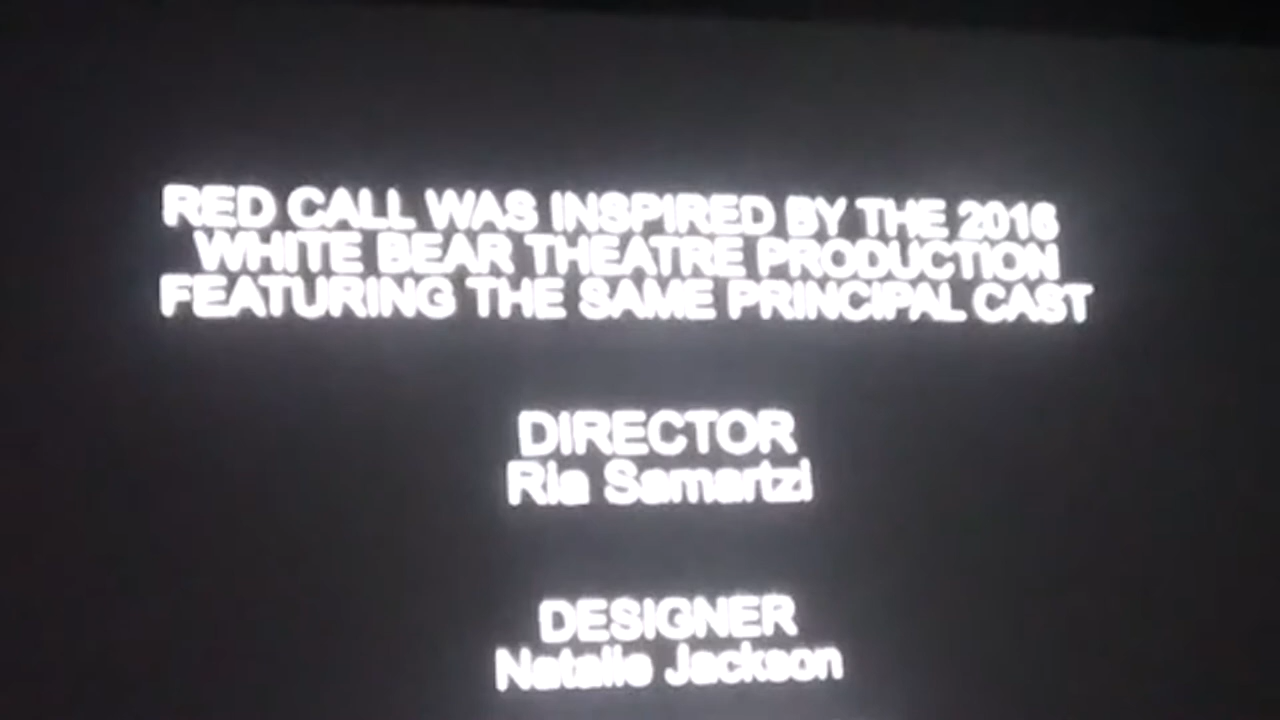 RED CALL WAS INSPIRED BY THE 2016
WHITE BEAR THEATRE PRODUCTION
FEATURING THE SAME PRINCIPAL CAST
DIRECTOR
Ria Samartzi
DESIGNER
Natalie Jackson